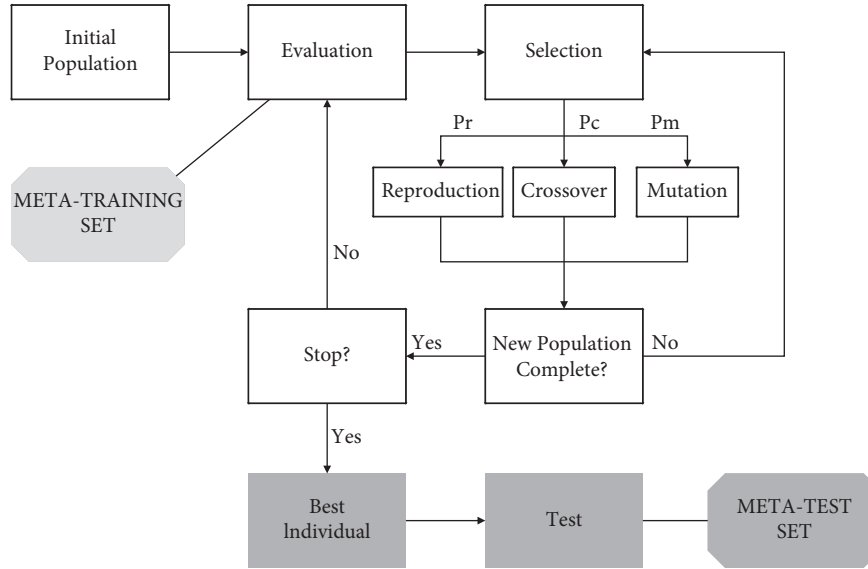 Initial
Population
Evaluation
Selection
Pr
Pc
Pm
META-TRAINING
SET
Reproduction
Crossover
Mutation
No
Stop?
Yes
New Population
Complete?
No
Yes
Best
Individual
Test
META-TEST
SET